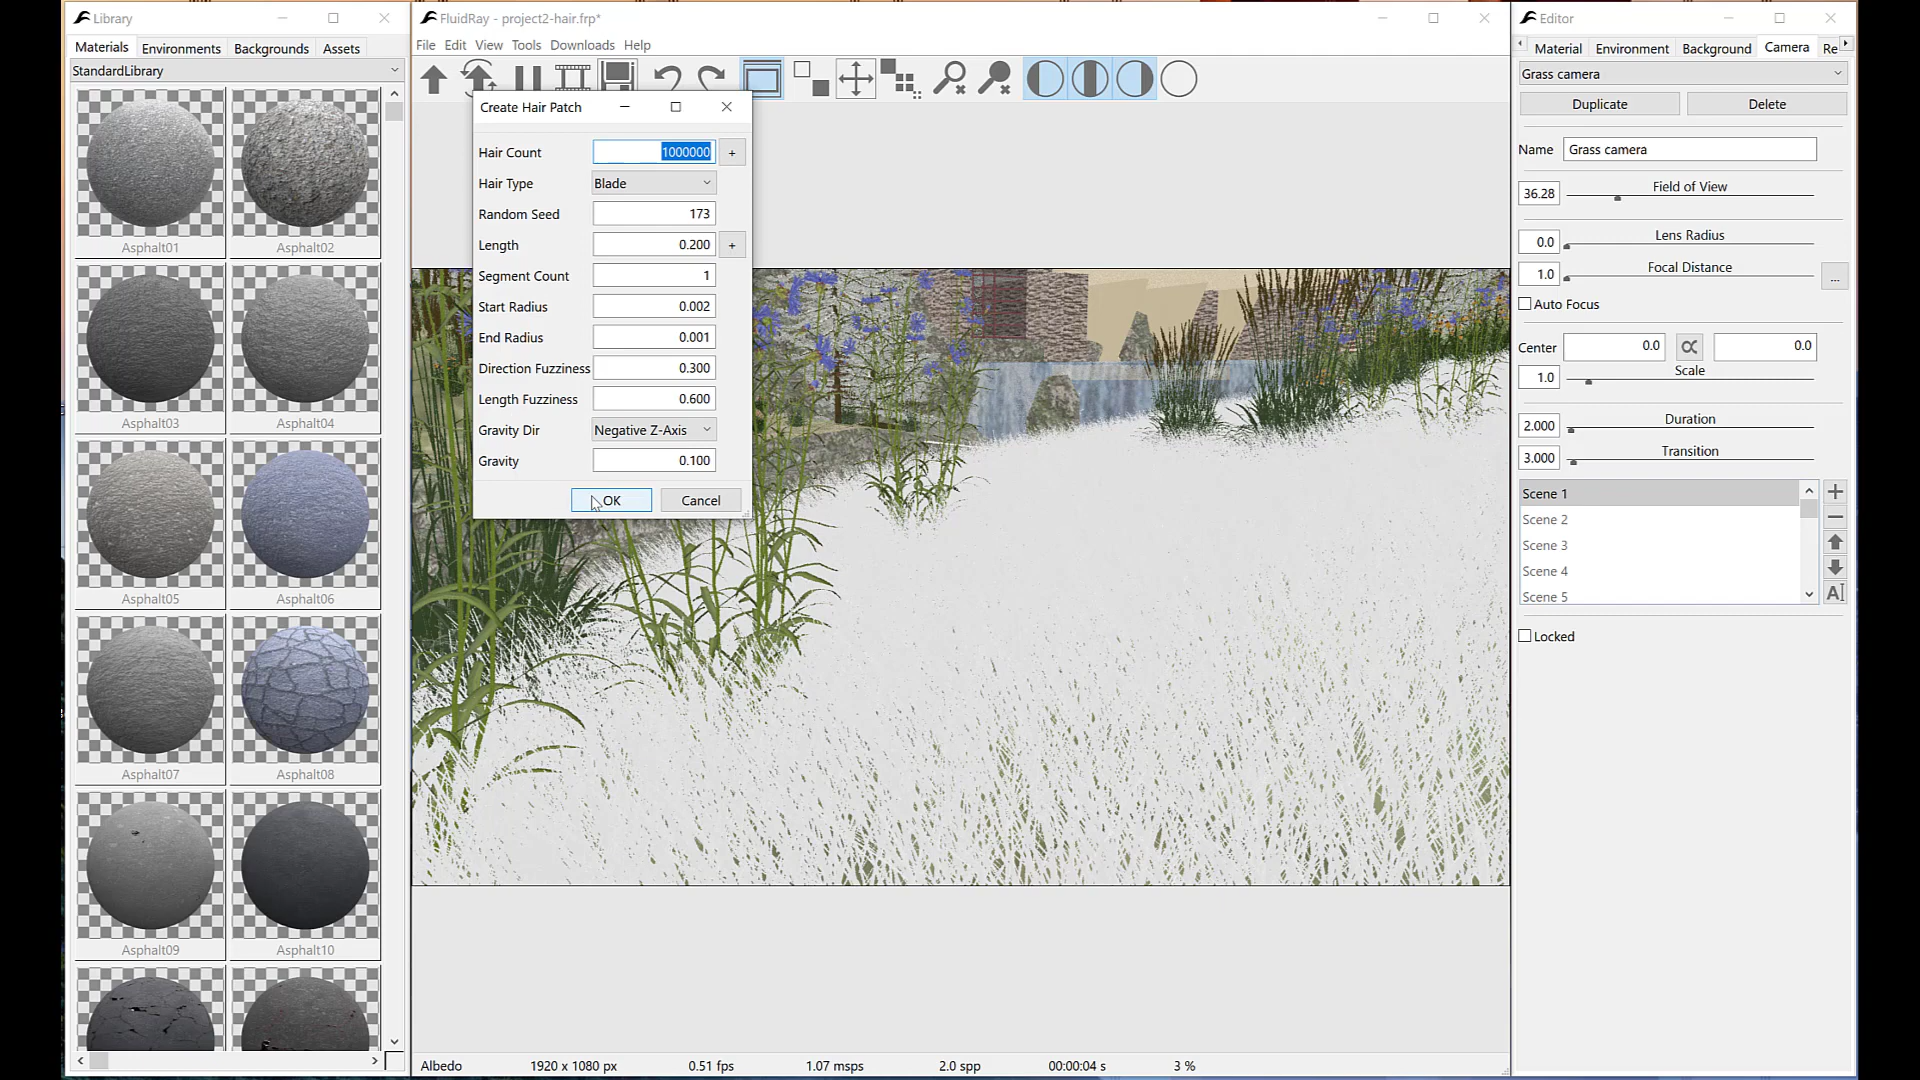 Library
Materials Environments Backgrounds Assets
StandardLibrary
Asphalt01 Asphalt02
Asphalt03 Asphalt04
Asphalt05 Asphalt06
Asphalt07 Asphalt08
Asphalt09 Asphalt10
FluidRay - project2-hair.frp*
File Edit View Tools Downloads Help
Create Hair Patch
Hair Count 1000000 +
Hair Type Blade
Random Seed 173
Length 0.200 +
Segment Count 1
Start Radius 0.002
End Radius 0.001
Direction Fuzziness 0.300
Length Fuzziness 0.600
Gravity Dir Negative Z-Axis
Gravity 0.100
OK Cancel
Albedo 1920 x 1080 px 0.51 fps 1.07 msps 2.0 spp 00:00:04 s 3 %
Editor
Material Environment Background Camera Re
Grass camera
Duplicate Delete
Name Grass camera
36.28 Field of View
0.0 Lens Radius
1.0 Focal Distance ...
Auto Focus
Center 0.0 0.0
1.0 Scale
2.000 Duration
3.000 Transition
Scene 1
Scene 2
Scene 3
Scene 4
Scene 5
Locked